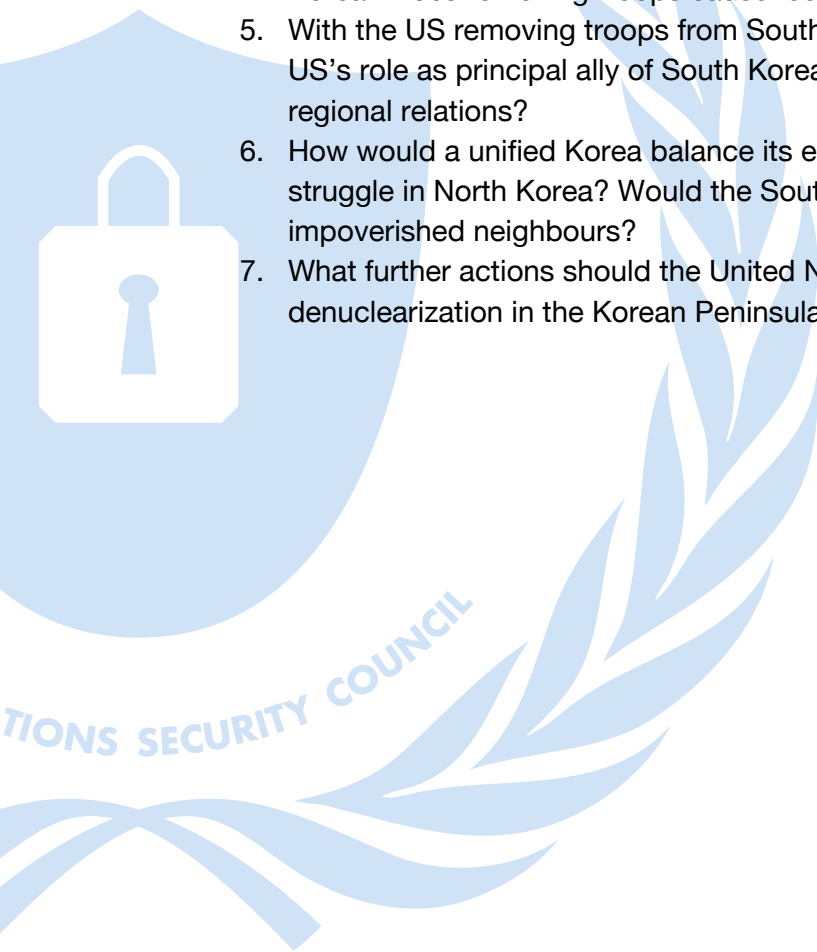 5. With the US removing troops from South
US's role as principal ally of South Korea
regional relations?
6. How would a unified Korea balance its e
struggle in North Korea? Would the Sout
impoverished neighbours?
7. What further actions should the United N
denuclearization in the Korean Peninsula
TIONS SECURITY COUNCIL